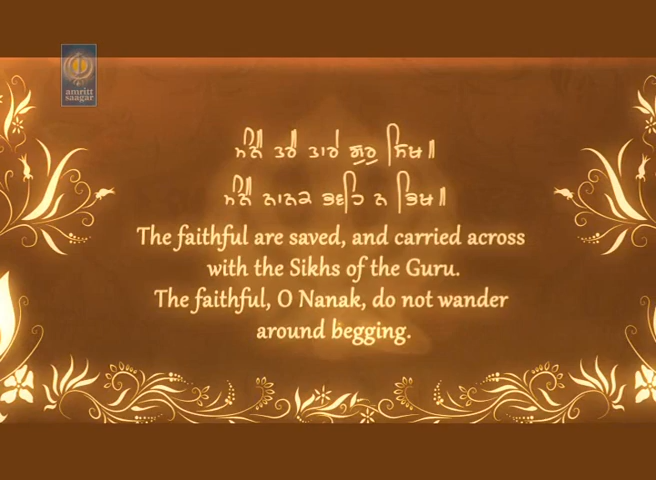 amritt
saagar
ਮੰਨੈ ਤਰੈ ਤਾਰੇ ਗੁਰੁ ਸਿਖ॥
ਮੰਨੈ ਨਾਨਕ ਭਵਹਿ ਨ ਭਿਖ॥
The faithful are saved, and carried across
with the Sikhs of the Guru.
The faithful, O Nanak, do not wander
around begging.